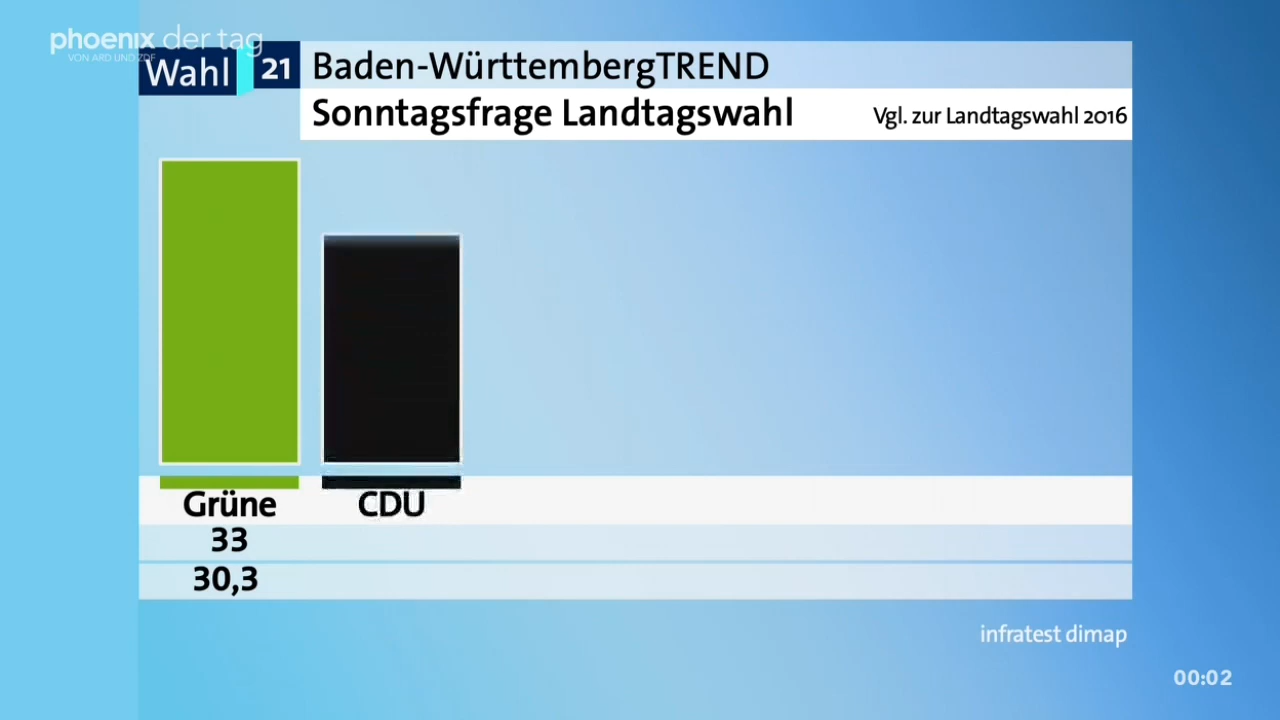 phoenix der tag
VON ARD UND ZDF
Wahl 21
Baden-WürttembergTREND
Sonntagsfrage Landtagswahl
Vgl. zur Landtagswahl 2016
Grüne CDU
33
30,3
infratest dimap
00:02